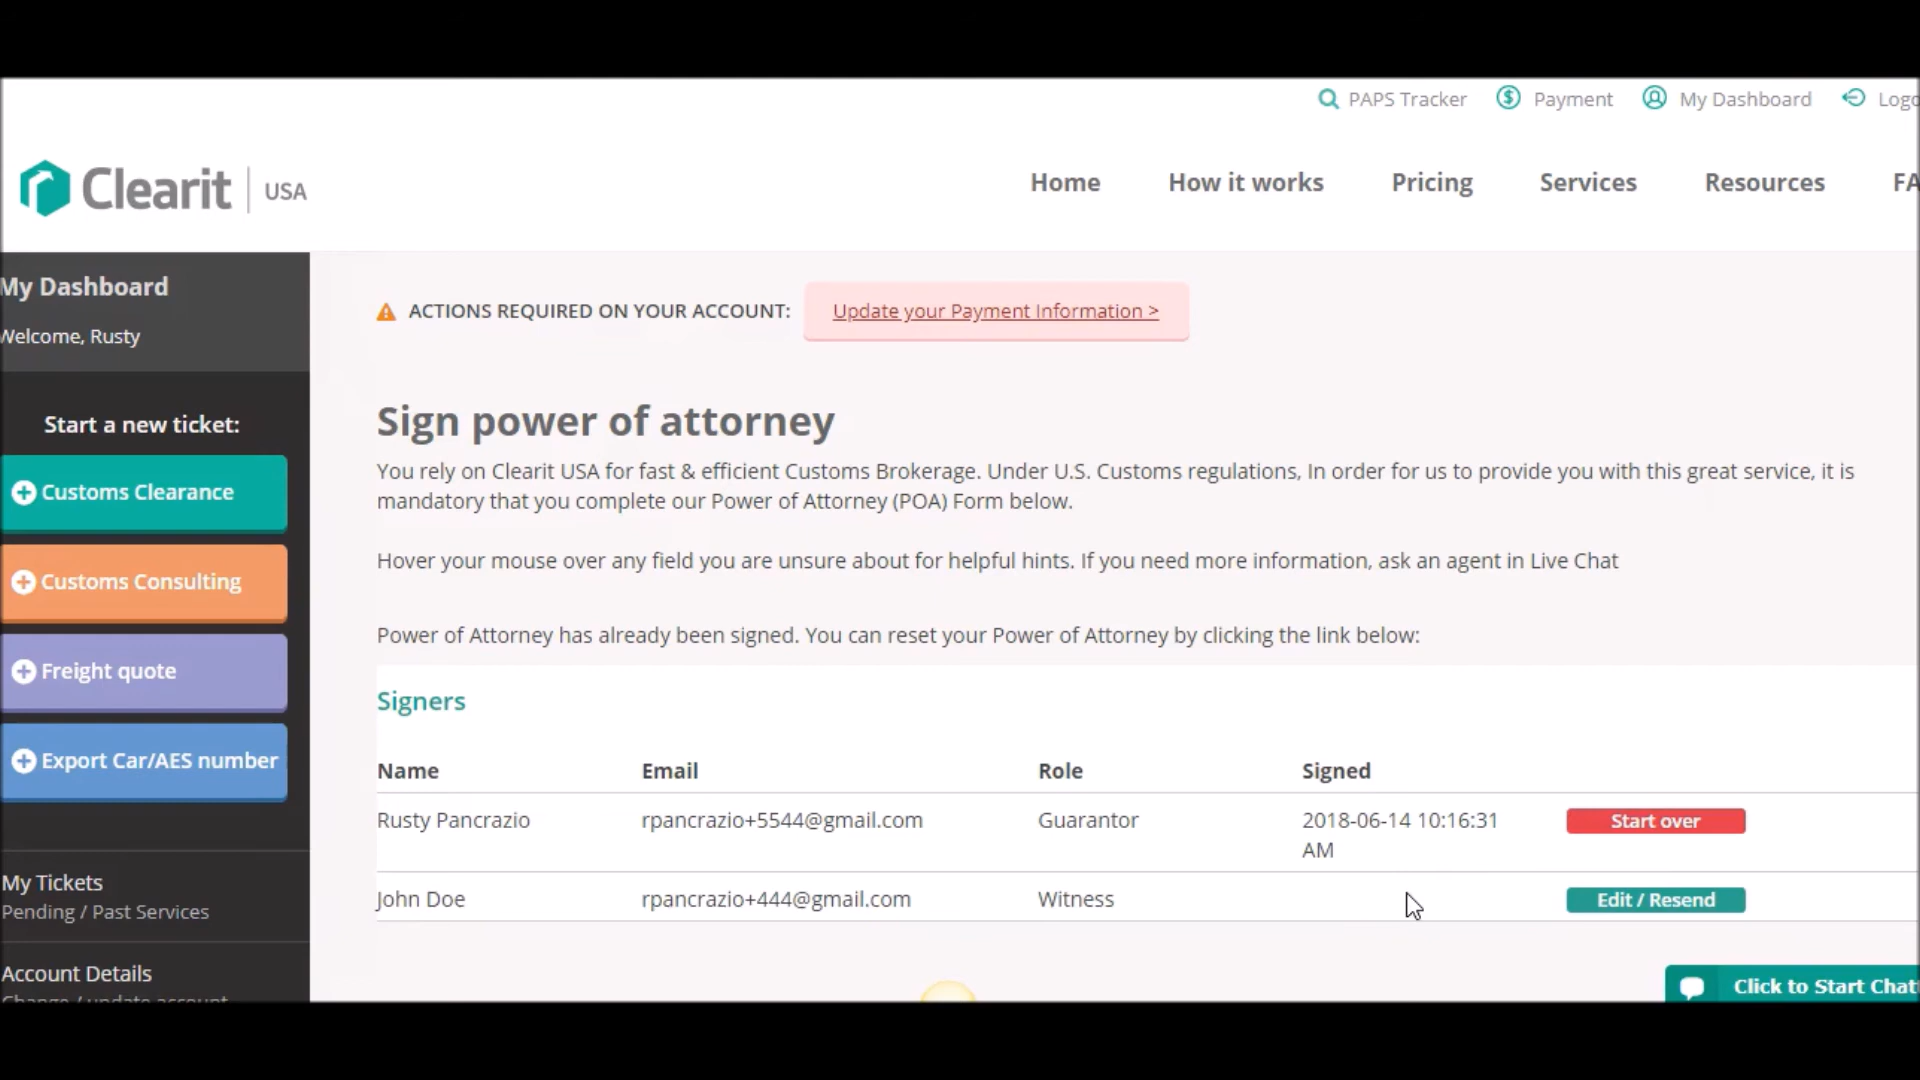 PAPS Tracker Payment My Dashboard
Clearit USA
Home How it works Pricing Services Resources
My Dashboard
Welcome, Rusty
ACTIONS REQUIRED ON YOUR ACCOUNT: Update your Payment Information >
Sign power of attorney
You rely on Clearit USA for fast & efficient Customs Brokerage. Under U.S. Customs regulations, In order for us to provide you with this great service, it is
mandatory that you complete our Power of Attorney (POA) Form below.
Hover your mouse over any field you are unsure about for helpful hints. If you need more information, ask an agent in Live Chat
Power of Attorney has already been signed. You can reset your Power of Attorney by clicking the link below:
Start a new ticket:
Customs Clearance
Customs Consulting
Freight quote
Export Car/AES number
My Tickets
Pending / Past Services
Account Details
Change / update account
Signers
Name Email Role Signed
Rusty Pancrazio rpancrazio+5544@gmail.com Guarantor 2018-06-14 10:16:31 Start over
AM
John Doe rpancrazio+444@gmail.com Witness Edit / Resend
Click to Start Chat